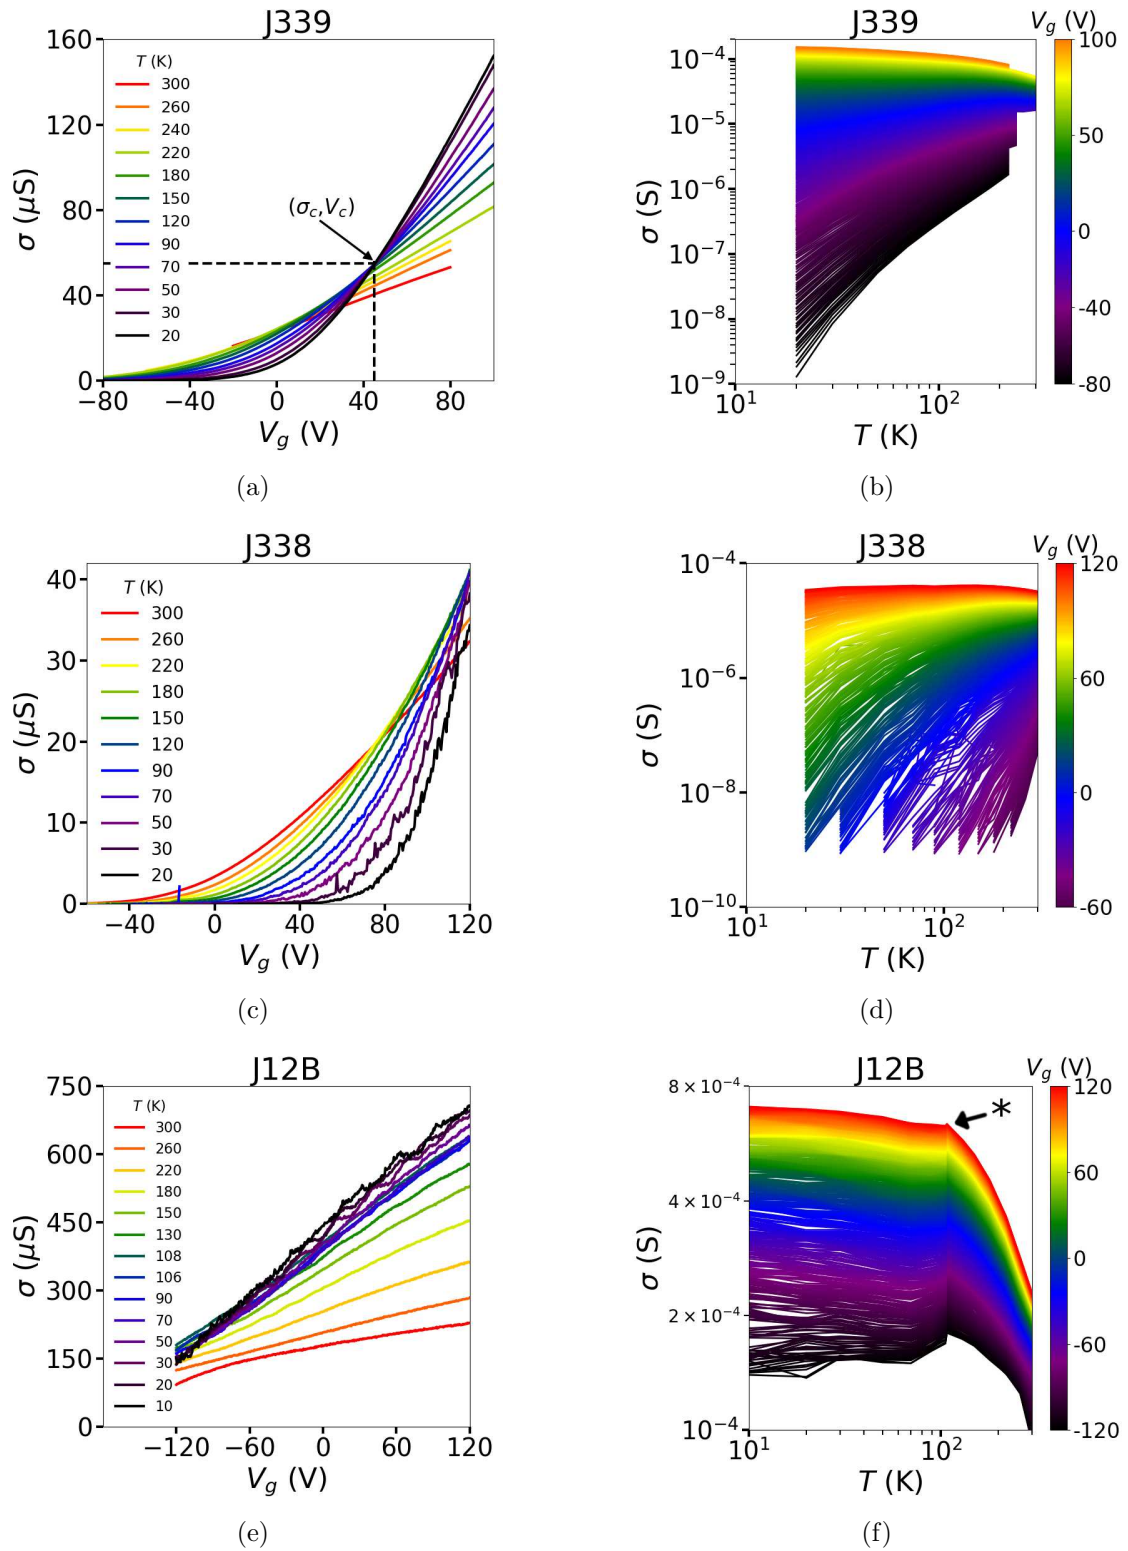 J339
160
120
80
40
0
σ (μS)
T (K)
300
260
240
220
180
150
120
90
70
50
30
20
(σc,Vc)
−80 −40 0 40 80
Vg (V)
(a)
J339
Vg (V)
10−4
10−5
10−6
10−7
10−8
10−9
σ (S)
101 102
T (K)
100
50
0
-40
-80
(b)
J338
40
30
20
10
0
σ (μS)
T (K)
300
260
220
180
150
120
90
70
50
30
20
−40 0 40 80 120
Vg (V)
(c)
J338
Vg (V)
10−4
10−6
10−8
10−10
σ (S)
101 102
T (K)
120
60
0
-60
(d)
J12B
750
600
450
300
150
0
σ (μS)
T (K)
300
260
220
180
150
130
108
106
90
70
50
30
20
10
−120 −60 0 60 120
Vg (V)
(e)
J12B
Vg (V)
8 × 10−4
4 × 10−4
2 × 10−4
10−4
σ (S)
*
101 102
T (K)
120
60
0
-60
-120
(f)